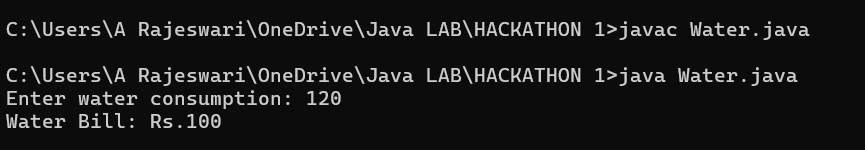 C:\Users\A Rajeswari\OneDrive\Java LAB\HACKATHON 1>javac Water.java
C:\Users\A Rajeswari\OneDrive\Java LAB\HACKATHON 1>java Water.java
Enter water consumption: 120
Water Bill: Rs.100